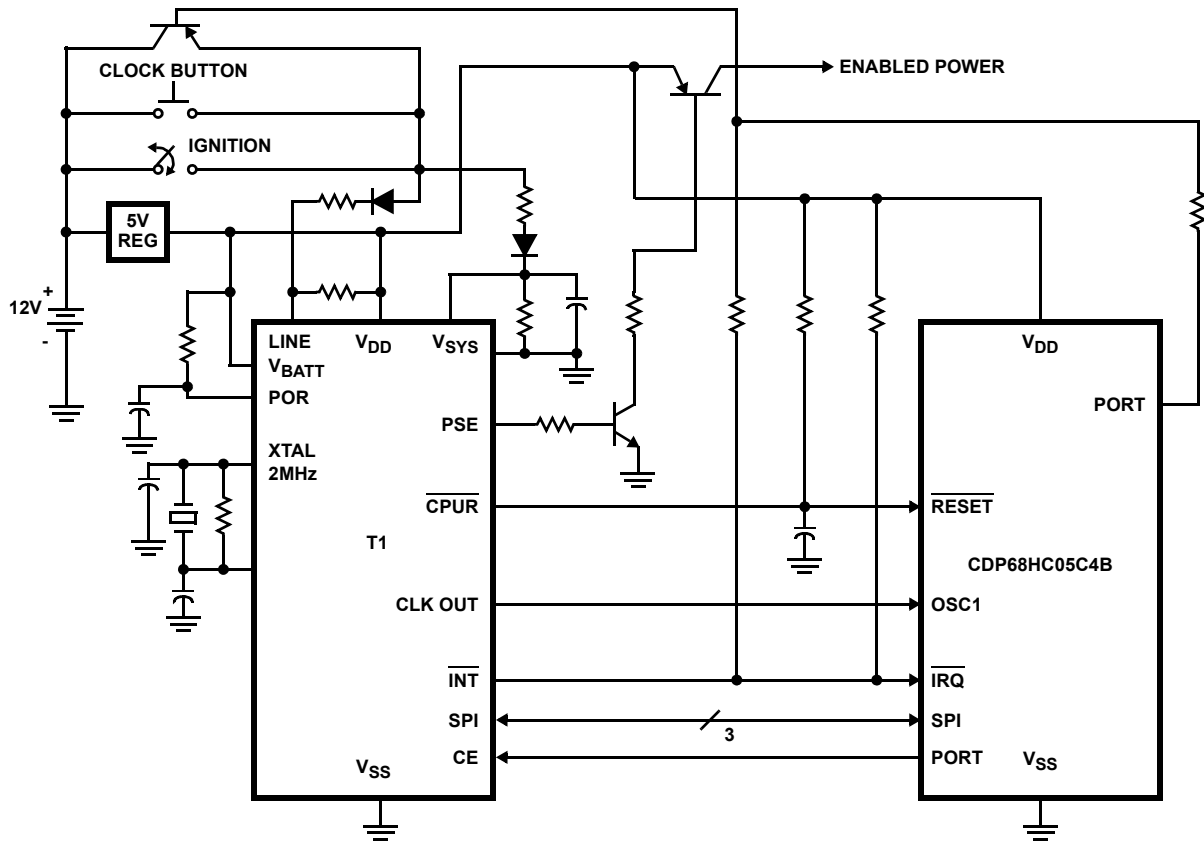 CLOCK BUTTON
ENABLED POWER
IGNITION
5V
REG
12V
+
-
LINE
VDD
VSYS
VBATT
POR
PSE
XTAL
2MHz
CPUR
T1
CLK OUT
INT
SPI
CE
VSS
3
VDD
PORT
RESET
CDP68HC05C4B
OSC1
IRQ
SPI
PORT
VSS